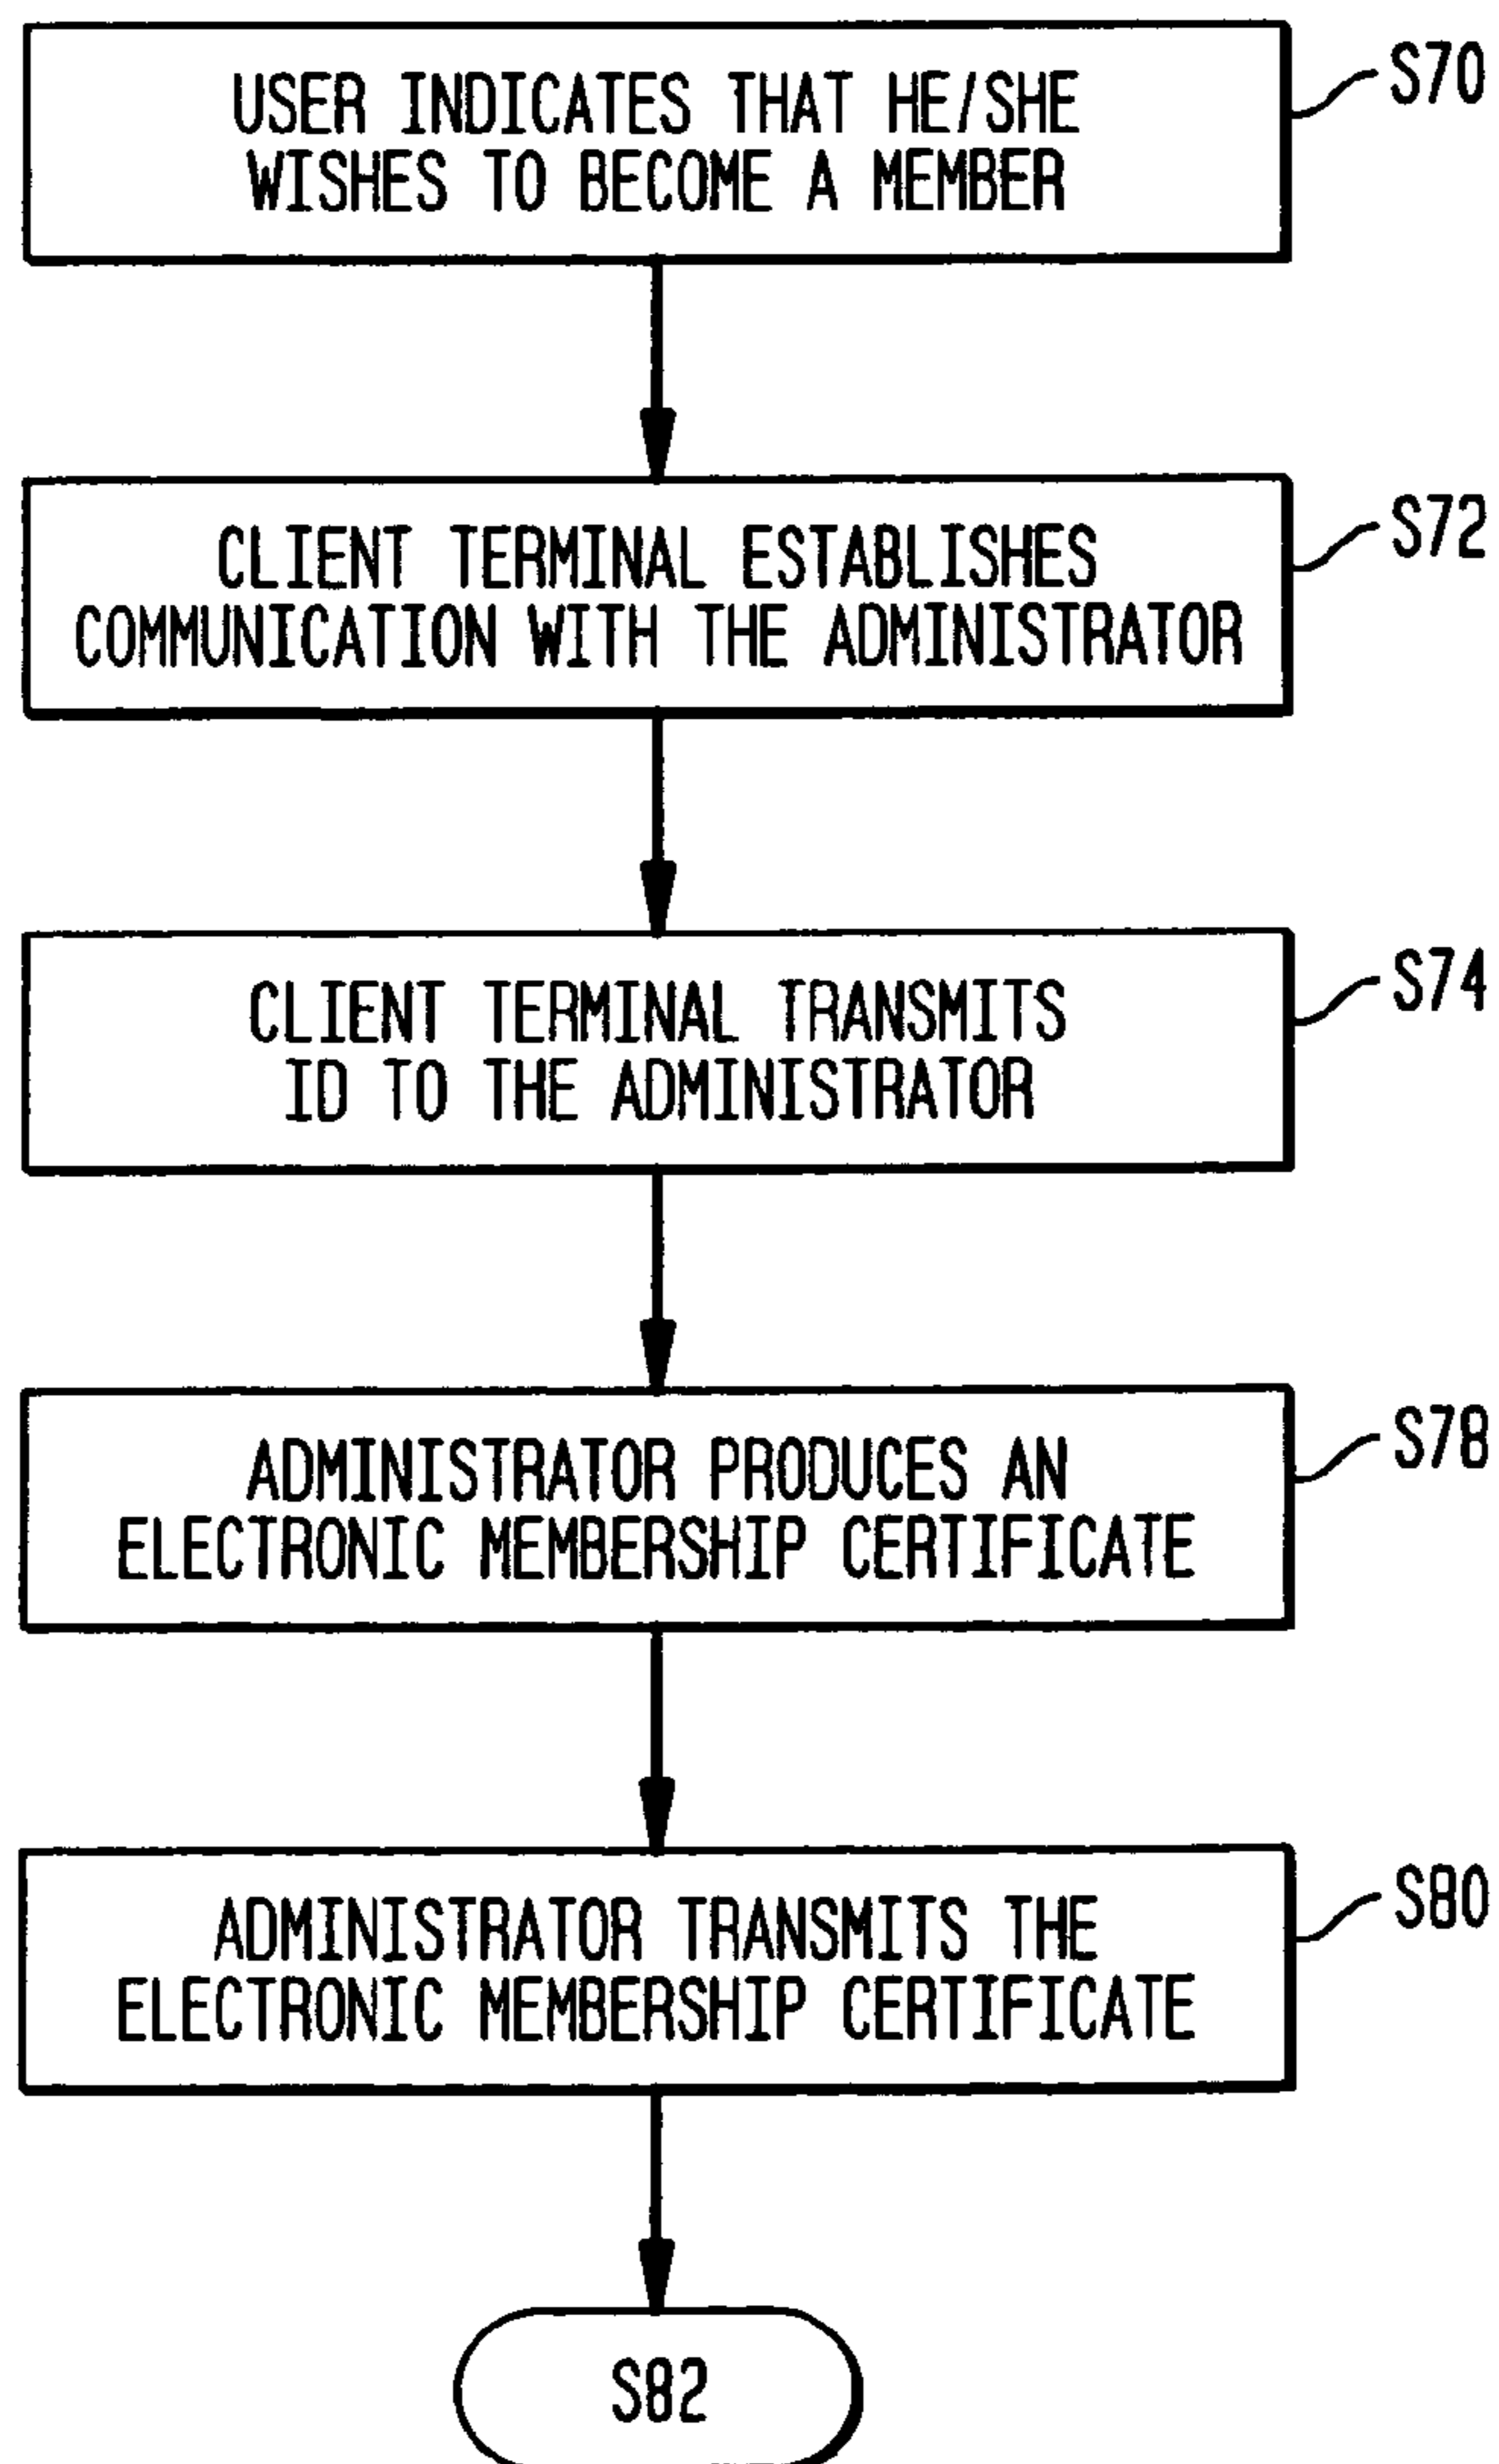 USER INDICATES THAT HE/SHE
WISHES TO BECOME A MEMBER
S70
CLIENT TERMINAL ESTABLISHES
COMMUNICATION WITH THE ADMINISTRATOR
S72
CLIENT TERMINAL TRANSMITS
ID TO THE ADMINISTRATOR
S74
ADMINISTRATOR PRODUCES AN
ELECTRONIC MEMBERSHIP CERTIFICATE
S78
ADMINISTRATOR TRANSMITS THE
ELECTRONIC MEMBERSHIP CERTIFICATE
S80
S82